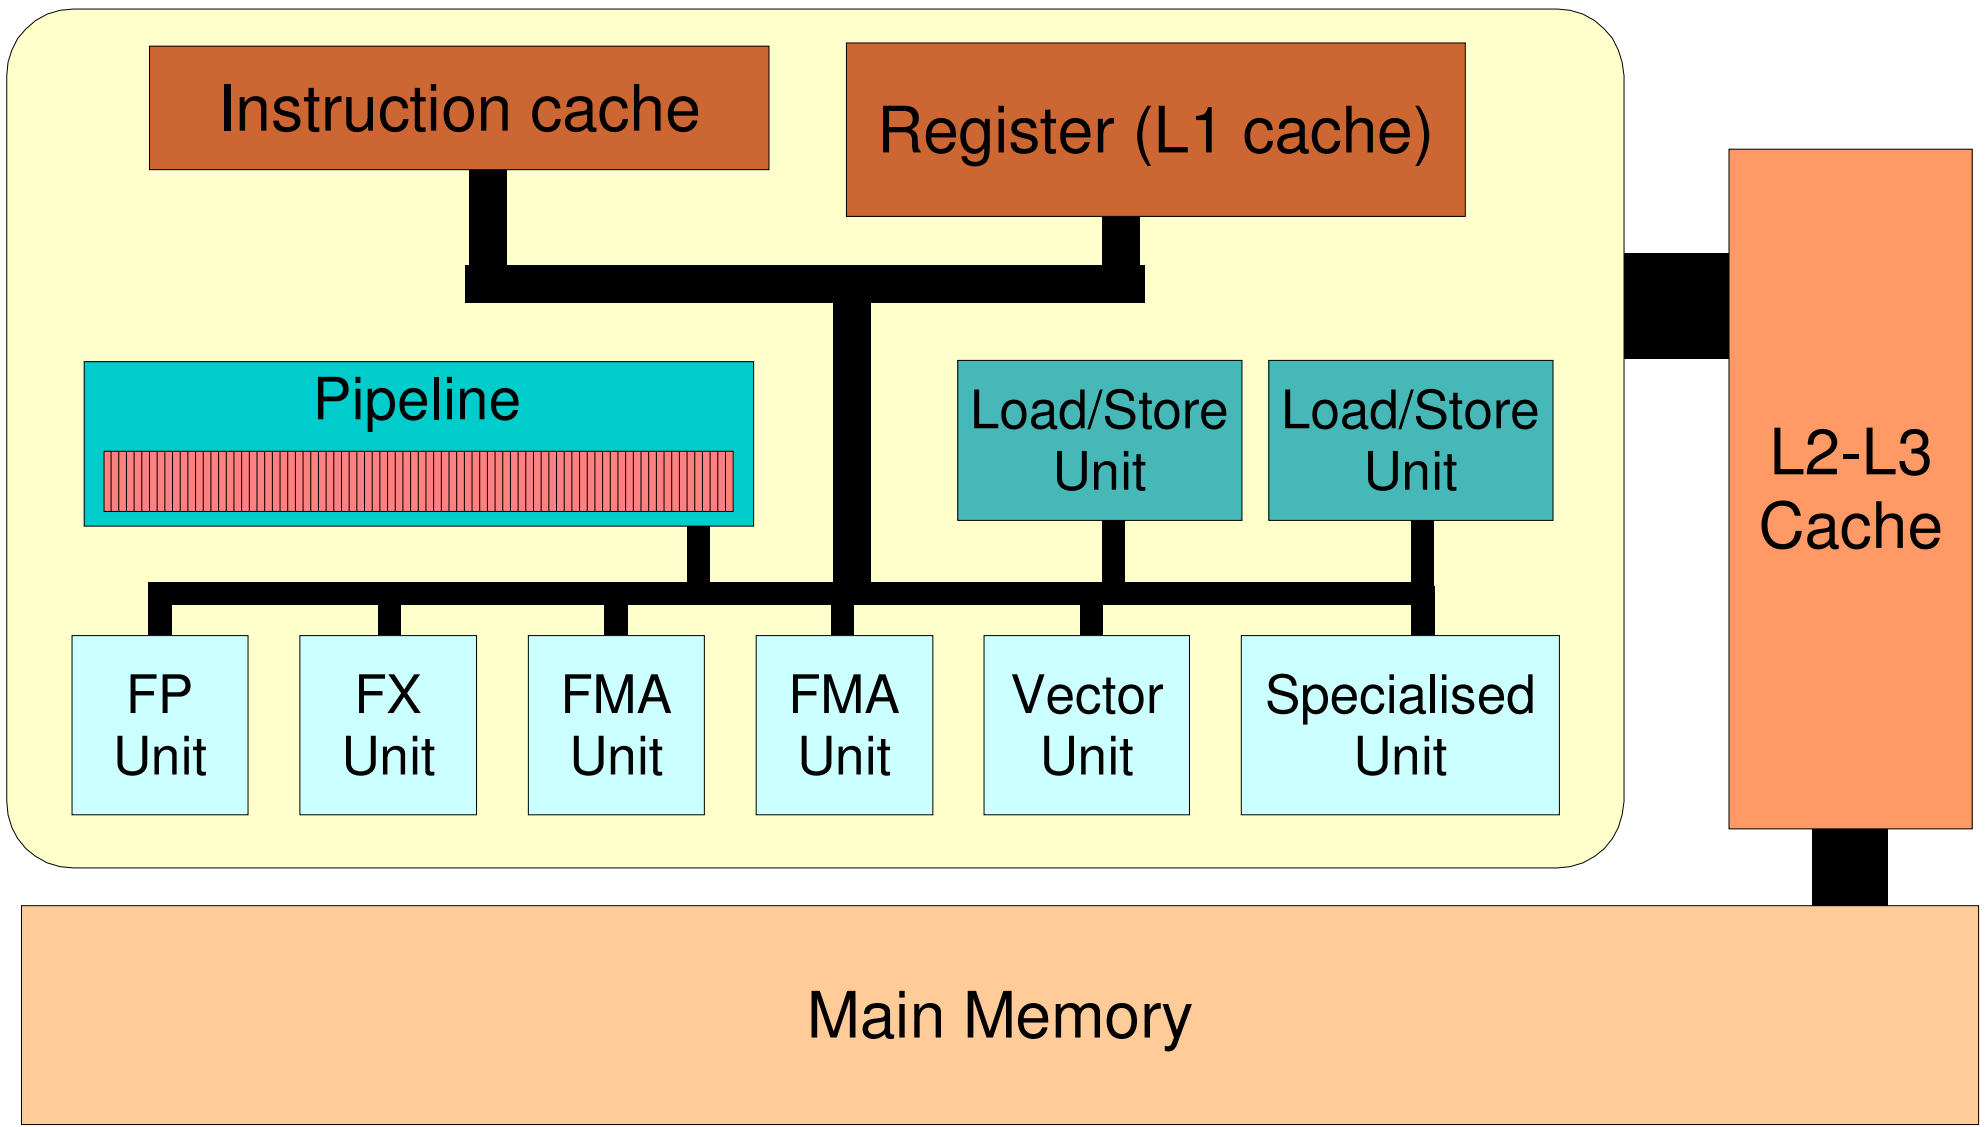 Instruction cache
Register (L1 cache)
Pipeline
Load/Store
Unit
Load/Store
Unit
L2-L3
Cache
FP
Unit
FX
Unit
FMA
Unit
FMA
Unit
Vector
Unit
Specialised
Unit
Main Memory